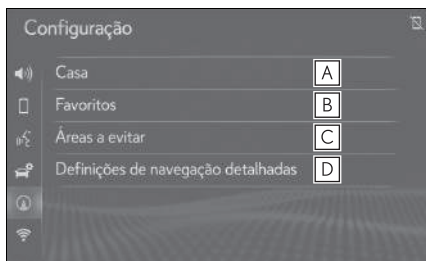 Configuração
Casa A
Favoritos B
Áreas a evitar C
Definições de navegação detalhadas D